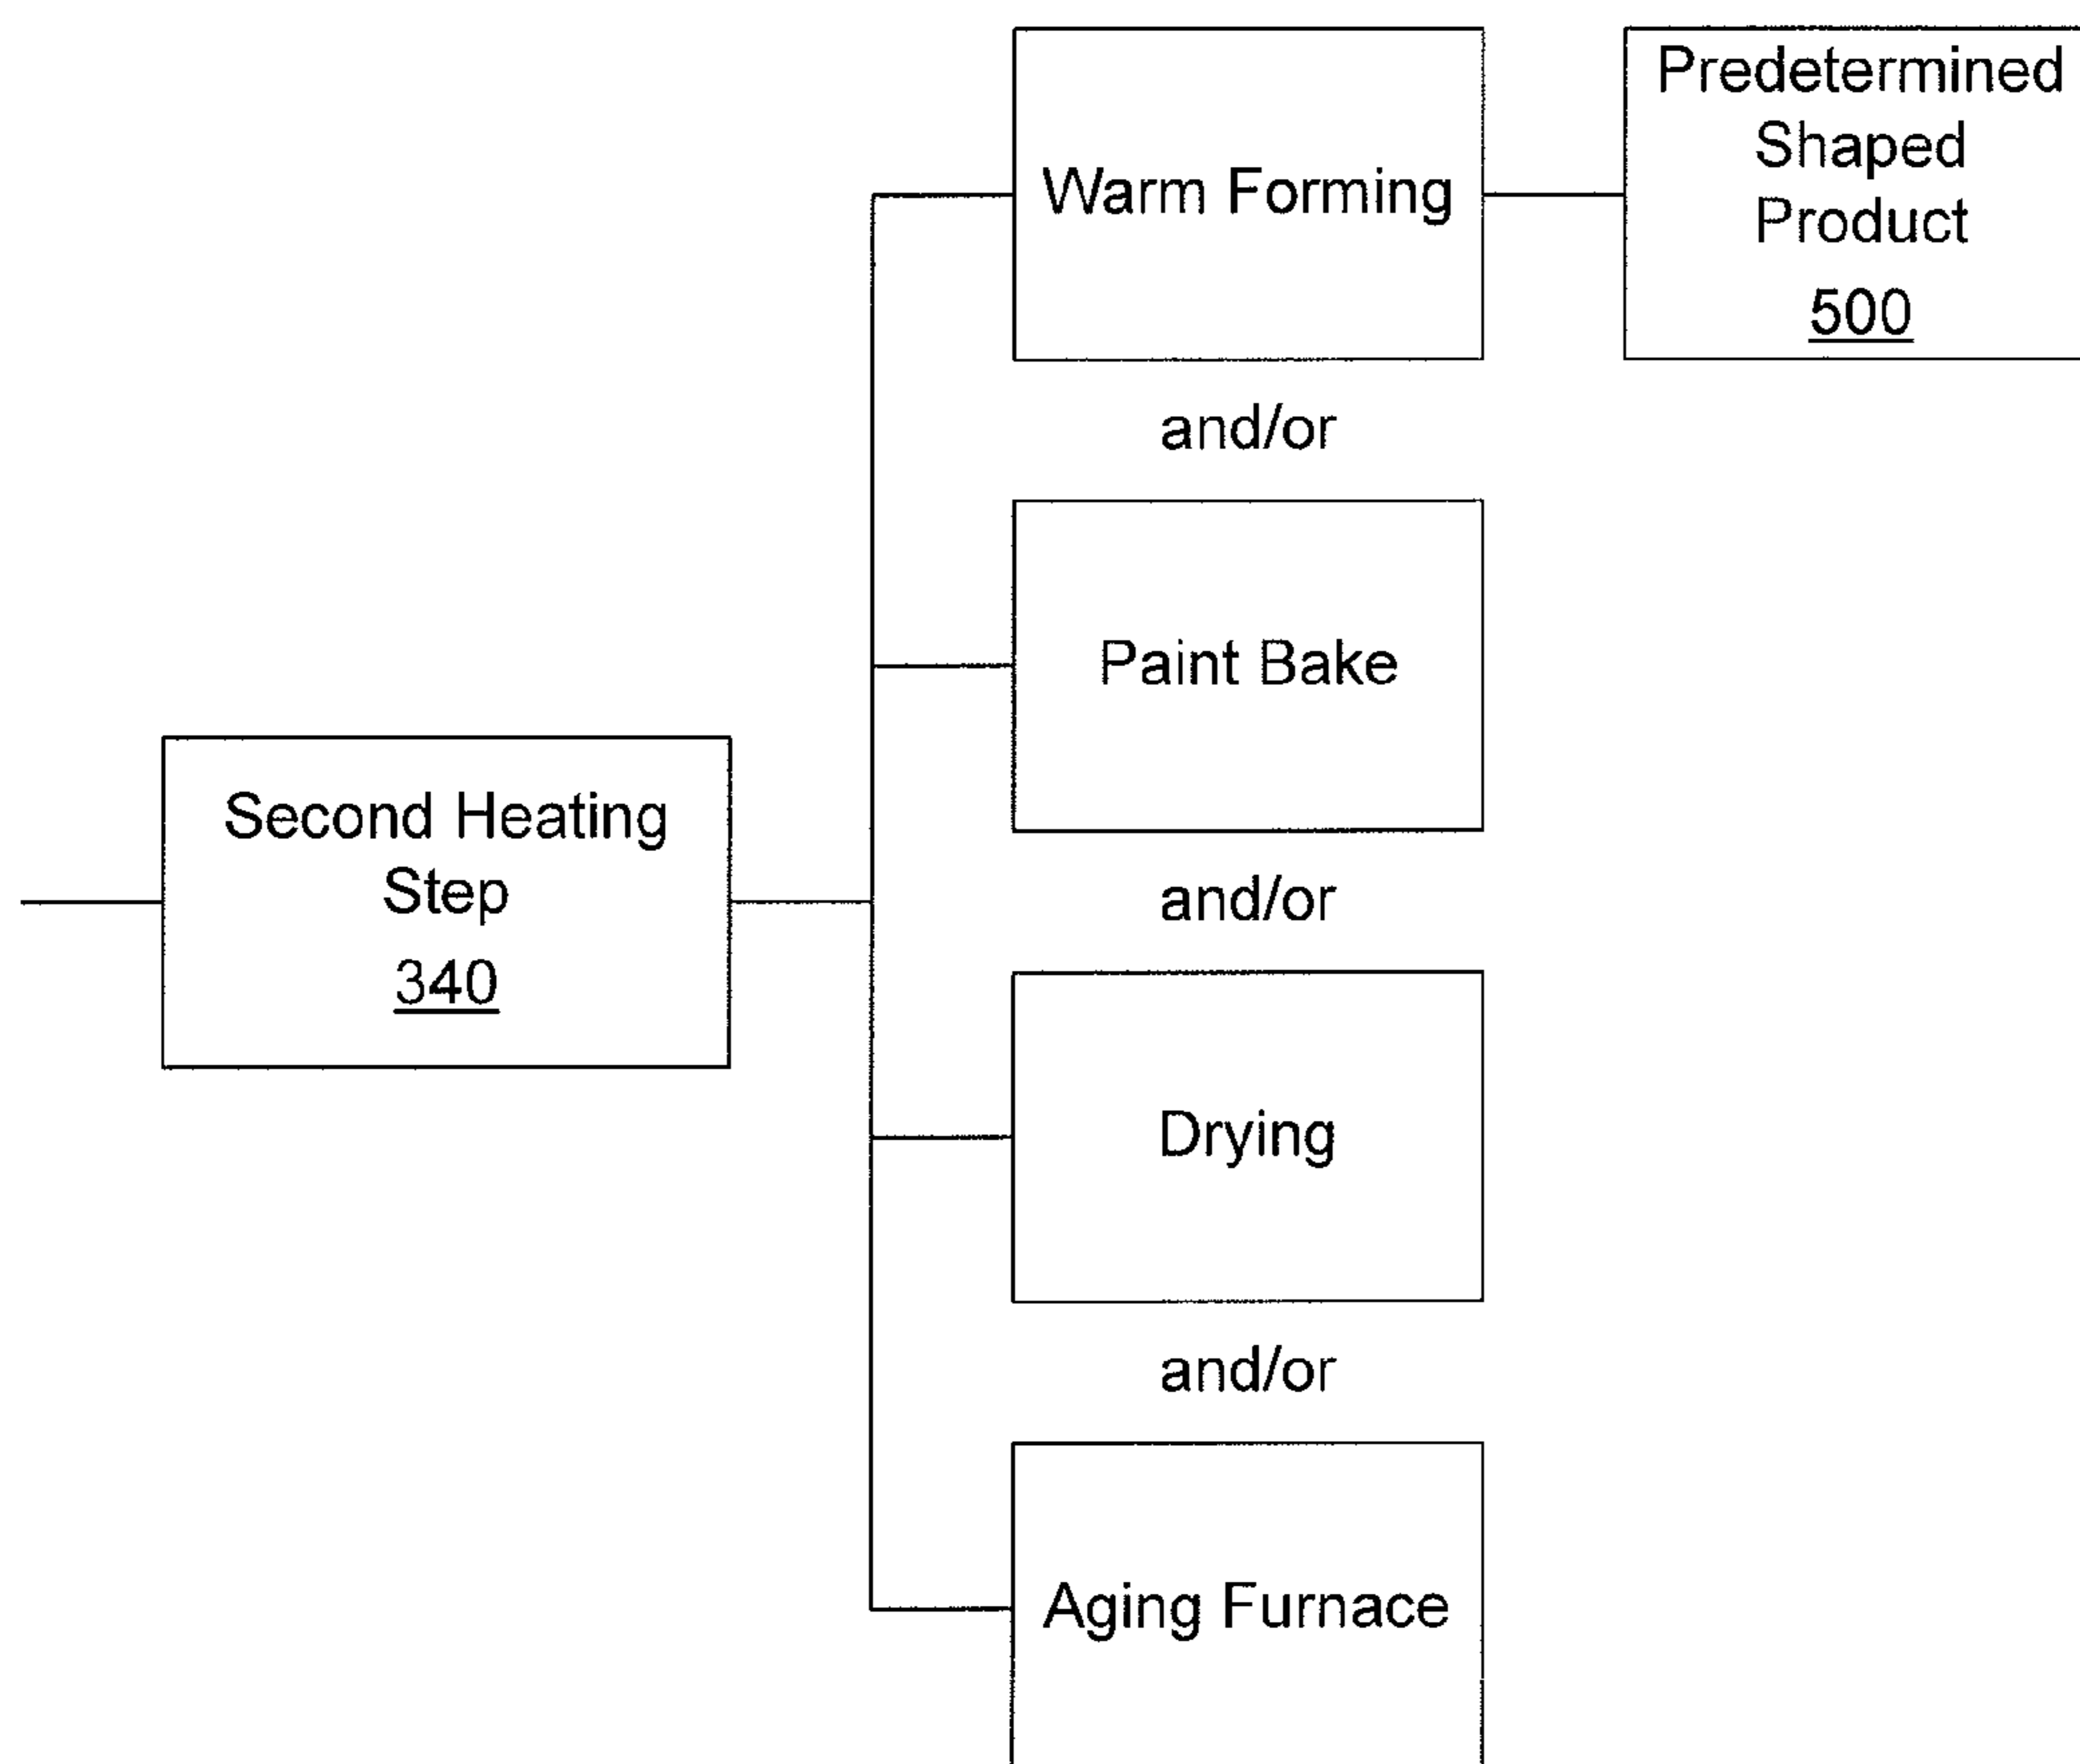 Warm Forming
Predetermined
Shaped
Product
500
and/or
Paint Bake
Second Heating
Step
340
and/or
Drying
and/or
Aging Furnace